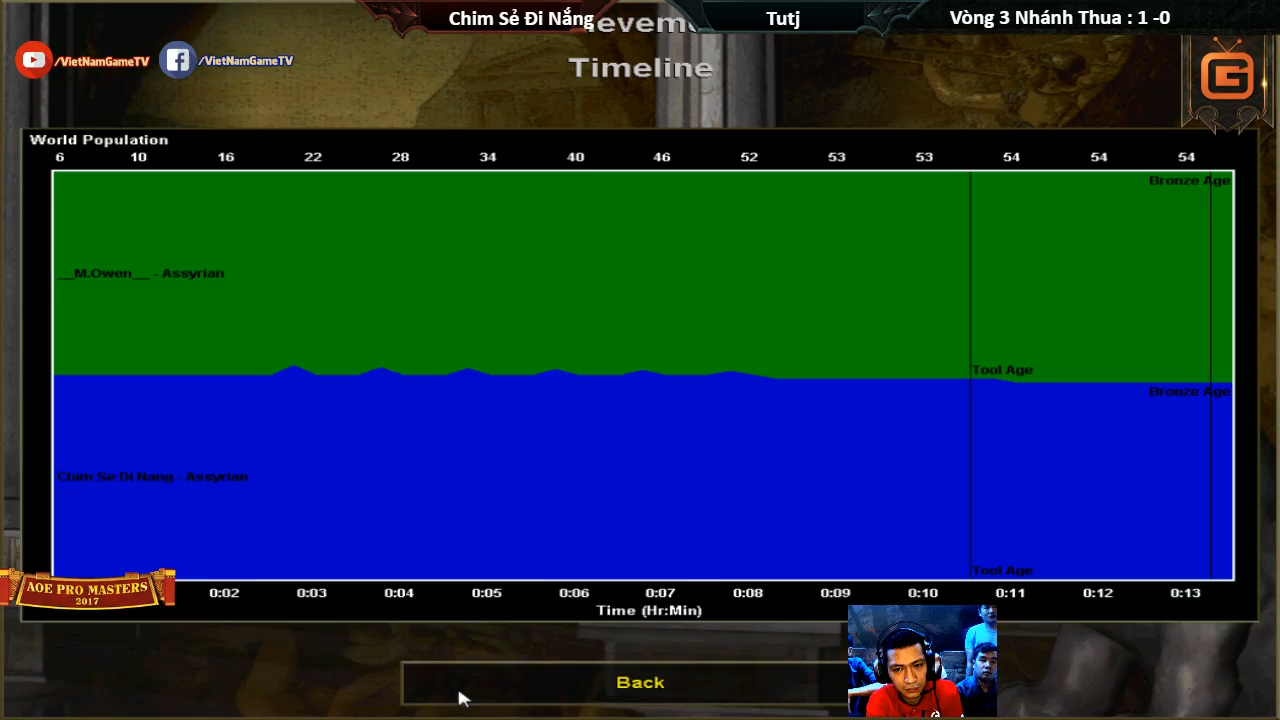 Chim Sẻ Đi Nắng
Tutj
Vòng 3 Nhánh Thua : 1 -0
/VietNamGameTV
/VietNamGameTV
Timeline
World Population
6 10 16 22 28 34 40 46 52 53 53 54 54 54
Bronze Age
__M.Owen__ - Assyrian
Tool Age
Bronze Age
Chim Se Di Nang - Assyrian
Tool Age
AOE PRO MASTERS
2017
0:02 0:03 0:04 0:05 0:06 0:07 0:08 0:09 0:10 0:11 0:12 0:13
Time (Hr:Min)
Back